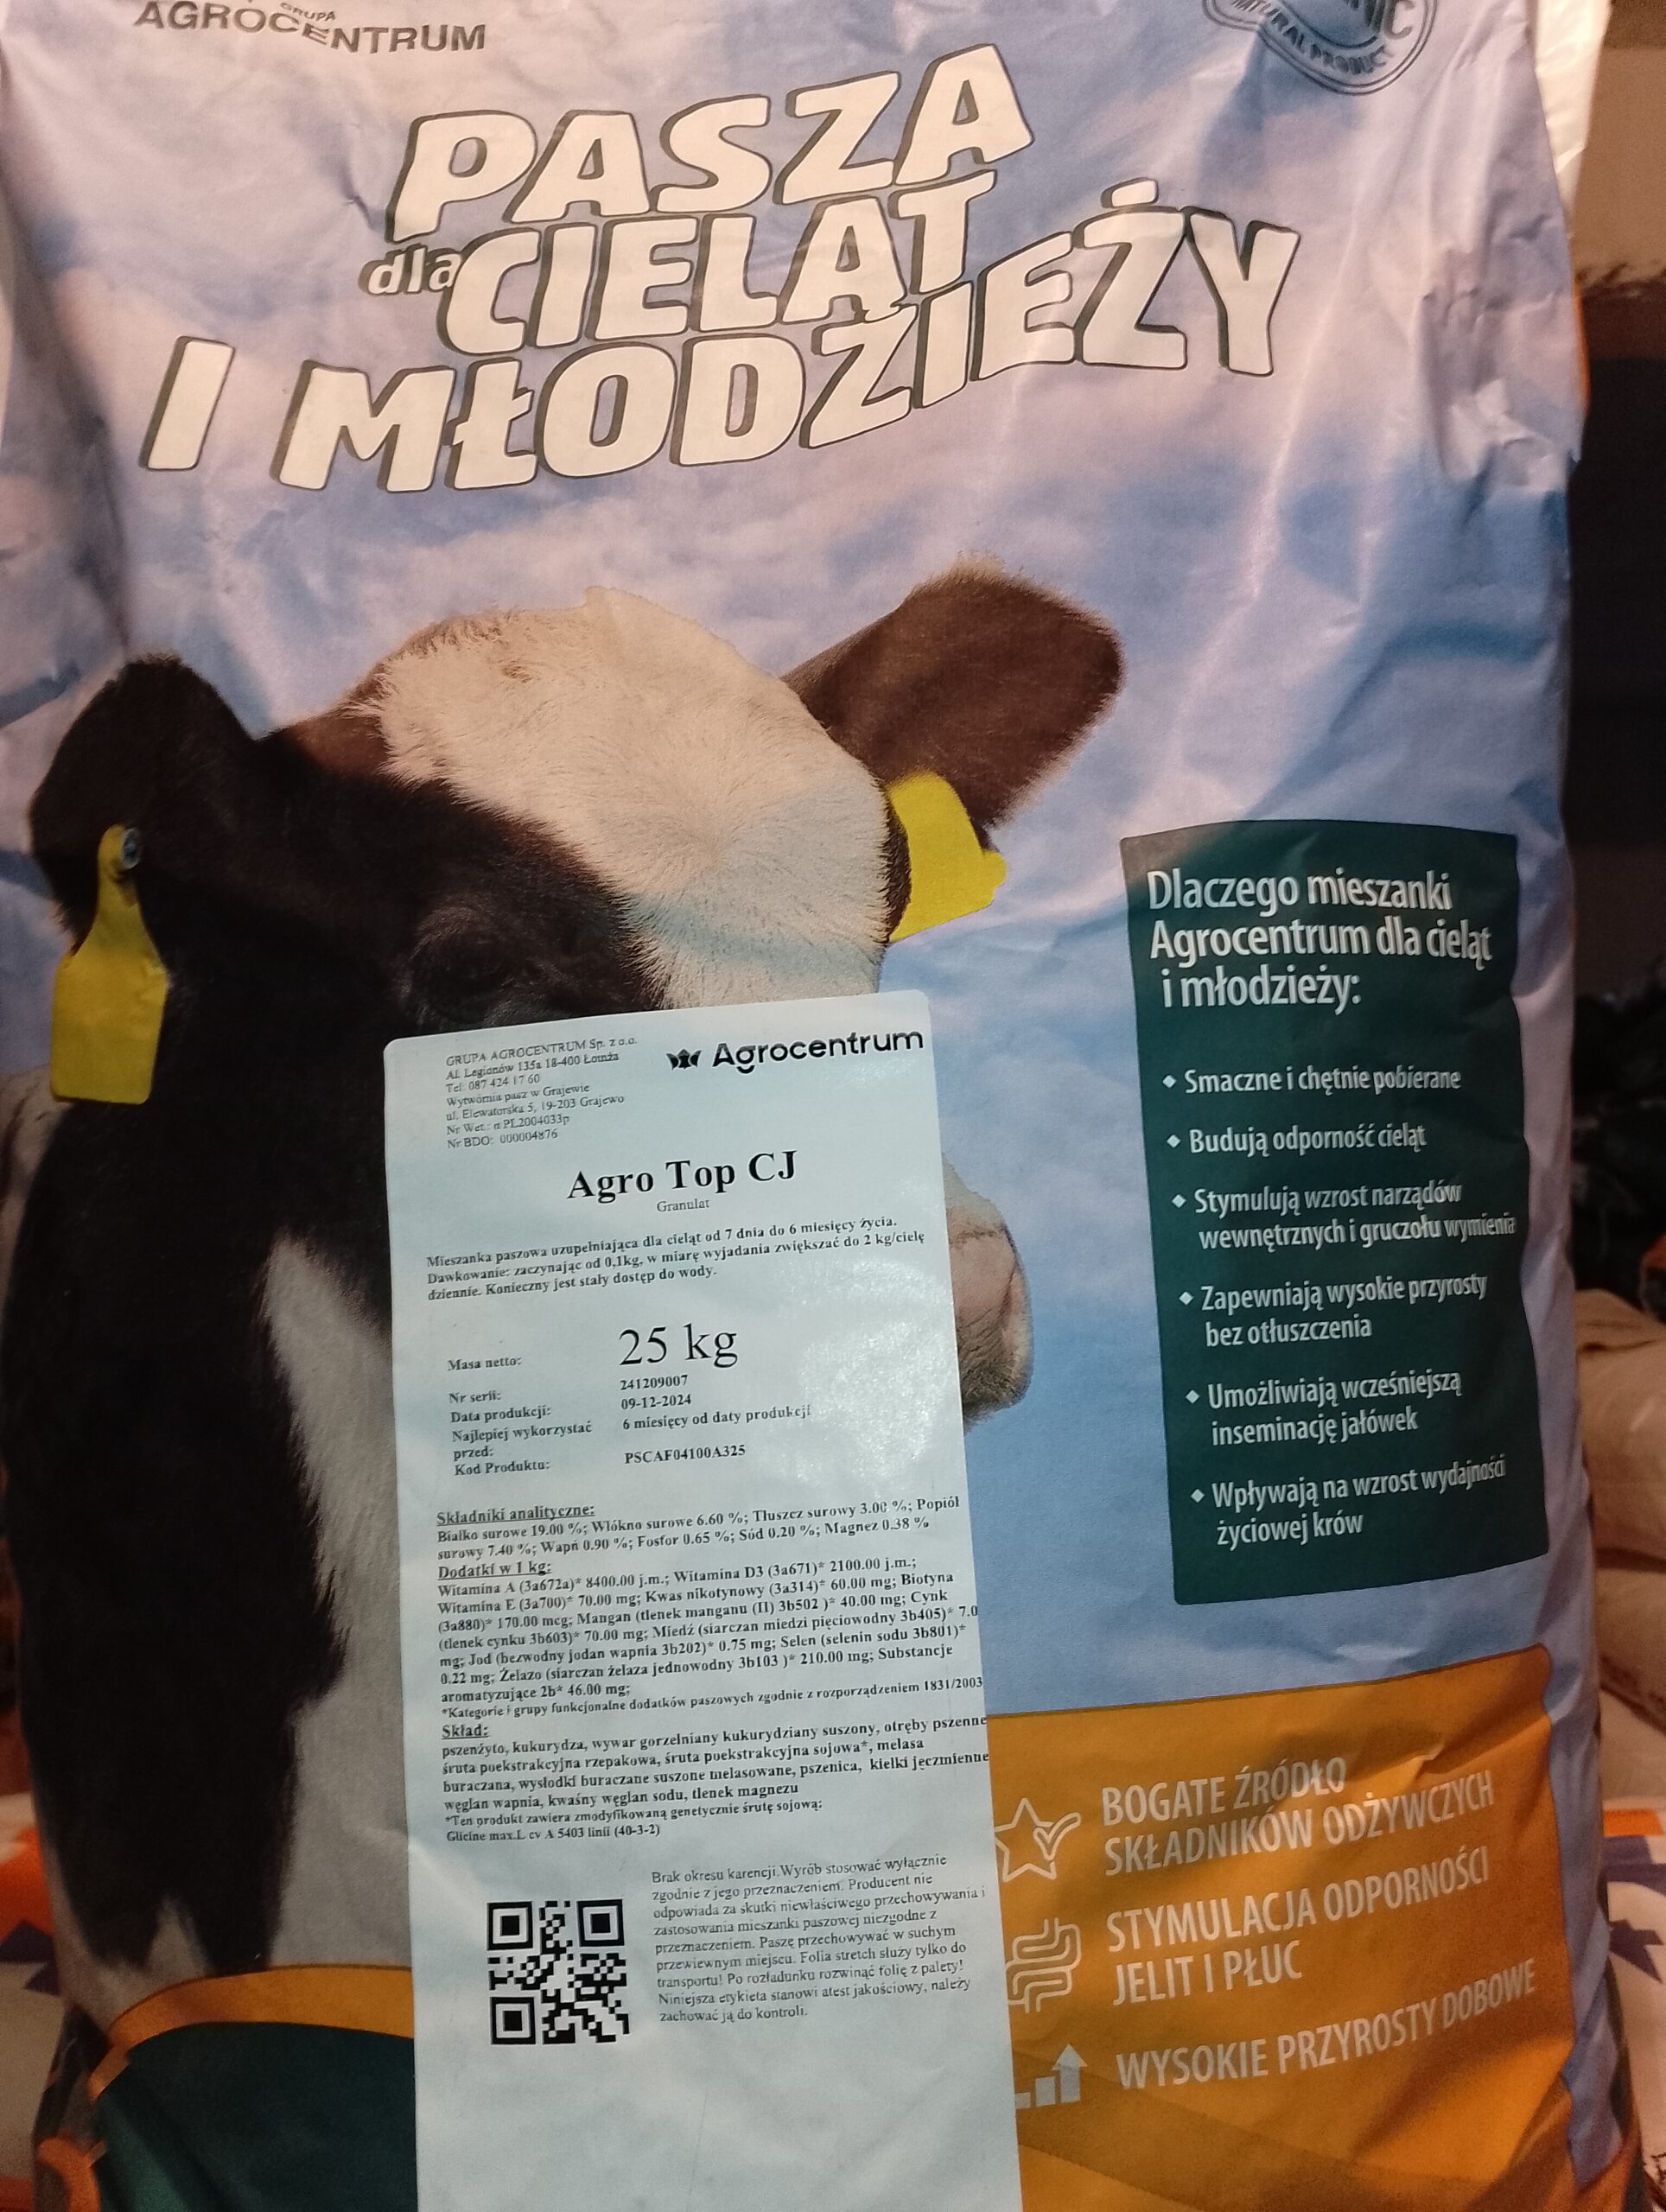 GRUPA
AGROCENTRUM
NATURAL PRODUCT
PASZA
dla CIELĄT
I MŁODZIEŻY
Dlaczego mieszanki
Agrocentrum dla cieląt
i młodzieży:
◆ Smaczne i chętnie pobierane
◆ Budują odporność cieląt
◆ Stymulują wzrost narządów
wewnętrznych i gruczołu wymienia
◆ Zapewniają wysokie przyrosty
bez otłuszczenia
◆ Umożliwiają wcześniejszą
inseminację jałówek
◆ Wpływają na wzrost wydajności
życiowej krów
GRUPA AGROCENTRUM Sp. z o.o.
Al. Legionów 135a 18-400 Łomża
Tel: 087 424 17 60
Wytwórnia pasz w Grajewie
ul. Elewatorska 5, 19-203 Grajewo
Nr Wet.: α PL2004033p
Nr BDO: 000004876
Agrocentrum
Agro Top CJ
Granulat
Mieszanka paszowa uzupełniająca dla cieląt od 7 dnia do 6 miesięcy życia.
Dawkowanie: zaczynając od 0,1kg, w miarę wyjadania zwiększać do 2 kg/cielę
dziennie. Konieczny jest stały dostęp do wody.
Masa netto: 25 kg
Nr serii: 241209007
Data produkcji: 09-12-2024
Najlepiej wykorzystać 6 miesięcy od daty produkcji
przed:
Kod Produktu: PSCAF04100A325
Składniki analityczne:
Białko surowe 19.00 %; Włókno surowe 6.60 %; Tłuszcz surowy 3.00 %; Popiół
surowy 7.40 %; Wapń 0.90 %; Fosfor 0.65 %; Sód 0.20 %; Magnez 0.38 %
Dodatki w 1 kg:
Witamina A (3a672a)* 8400.00 j.m.; Witamina D3 (3a671)* 2100.00 j.m.;
Witamina E (3a700)* 70.00 mg; Kwas nikotynowy (3a314)* 60.00 mg; Biotyna
(3a880)* 170.00 mcg; Mangan (tlenek manganu (II) 3b502 )* 40.00 mg; Cynk
(tlenek cynku 3b603)* 70.00 mg; Miedź (siarczan miedzi pięciowodny 3b405)* 7.0
mg; Jod (bezwodny jodan wapnia 3b202)* 0.75 mg; Selen (selenin sodu 3b801)*
0.22 mg; Żelazo (siarczan żelaza jednowodny 3b103 )* 210.00 mg; Substancje
aromatyzujące 2b* 46.00 mg;
*Kategorie i grupy funkcjonalne dodatków paszowych zgodnie z rozporządzeniem 1831/2003
Skład:
pszenżyto, kukurydza, wywar gorzelniany kukurydziany suszony, otręby pszenne
śruta poekstrakcyjna rzepakowa, śruta poekstrakcyjna sojowa*, melasa
buraczana, wysłodki buraczane suszone melasowane, pszenica, kiełki jęczmienne
węglan wapnia, kwaśny węglan sodu, tlenek magnezu
*Ten produkt zawiera zmodyfikowaną genetycznie śrutę sojową:
Glicine max.L cv A 5403 linii (40-3-2)
Brak okresu karencji. Wyrób stosować wyłącznie
zgodnie z jego przeznaczeniem. Producent nie
odpowiada za skutki niewłaściwego przechowywania i
zastosowania mieszanki paszowej niezgodne z
przeznaczeniem. Paszę przechowywać w suchym
przewiewnym miejscu. Folia stretch służy tylko do
transportu! Po rozładunku rozwinąć folię z palety!
Niniejsza etykieta stanowi atest jakościowy, należy
zachować ją do kontroli.
BOGATE ŹRÓDŁO
SKŁADNIKÓW ODŻYWCZYCH
STYMULACJA ODPORNOŚCI
JELIT I PŁUC
WYSOKIE PRZYROSTY DOBOWE